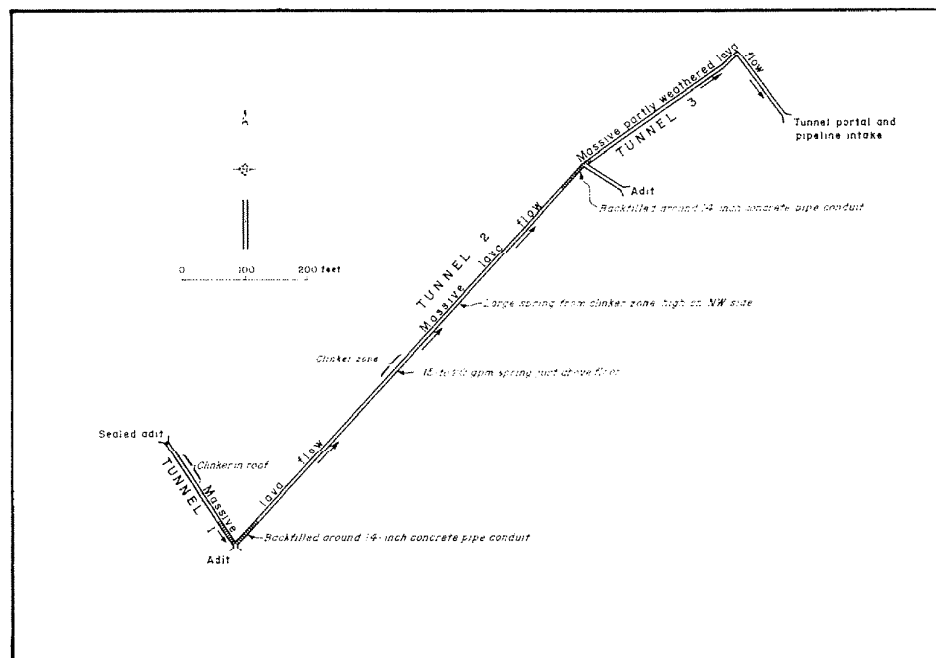 Massive partly weathered lava flow
TUNNEL 3
Tunnel portal and
pipeline intake
Adit
Backfilled around 14-inch concrete pipe conduit
0 100 200 feet
TUNNEL 2
Massive lava flow
Large spring from clinker zone high on NW side
Clinker zone
gpm spring just above floor
Sealed adit
Clinker in roof
TUNNEL 1
Massive lava flow
Backfilled around 14-inch concrete pipe conduit
Adit